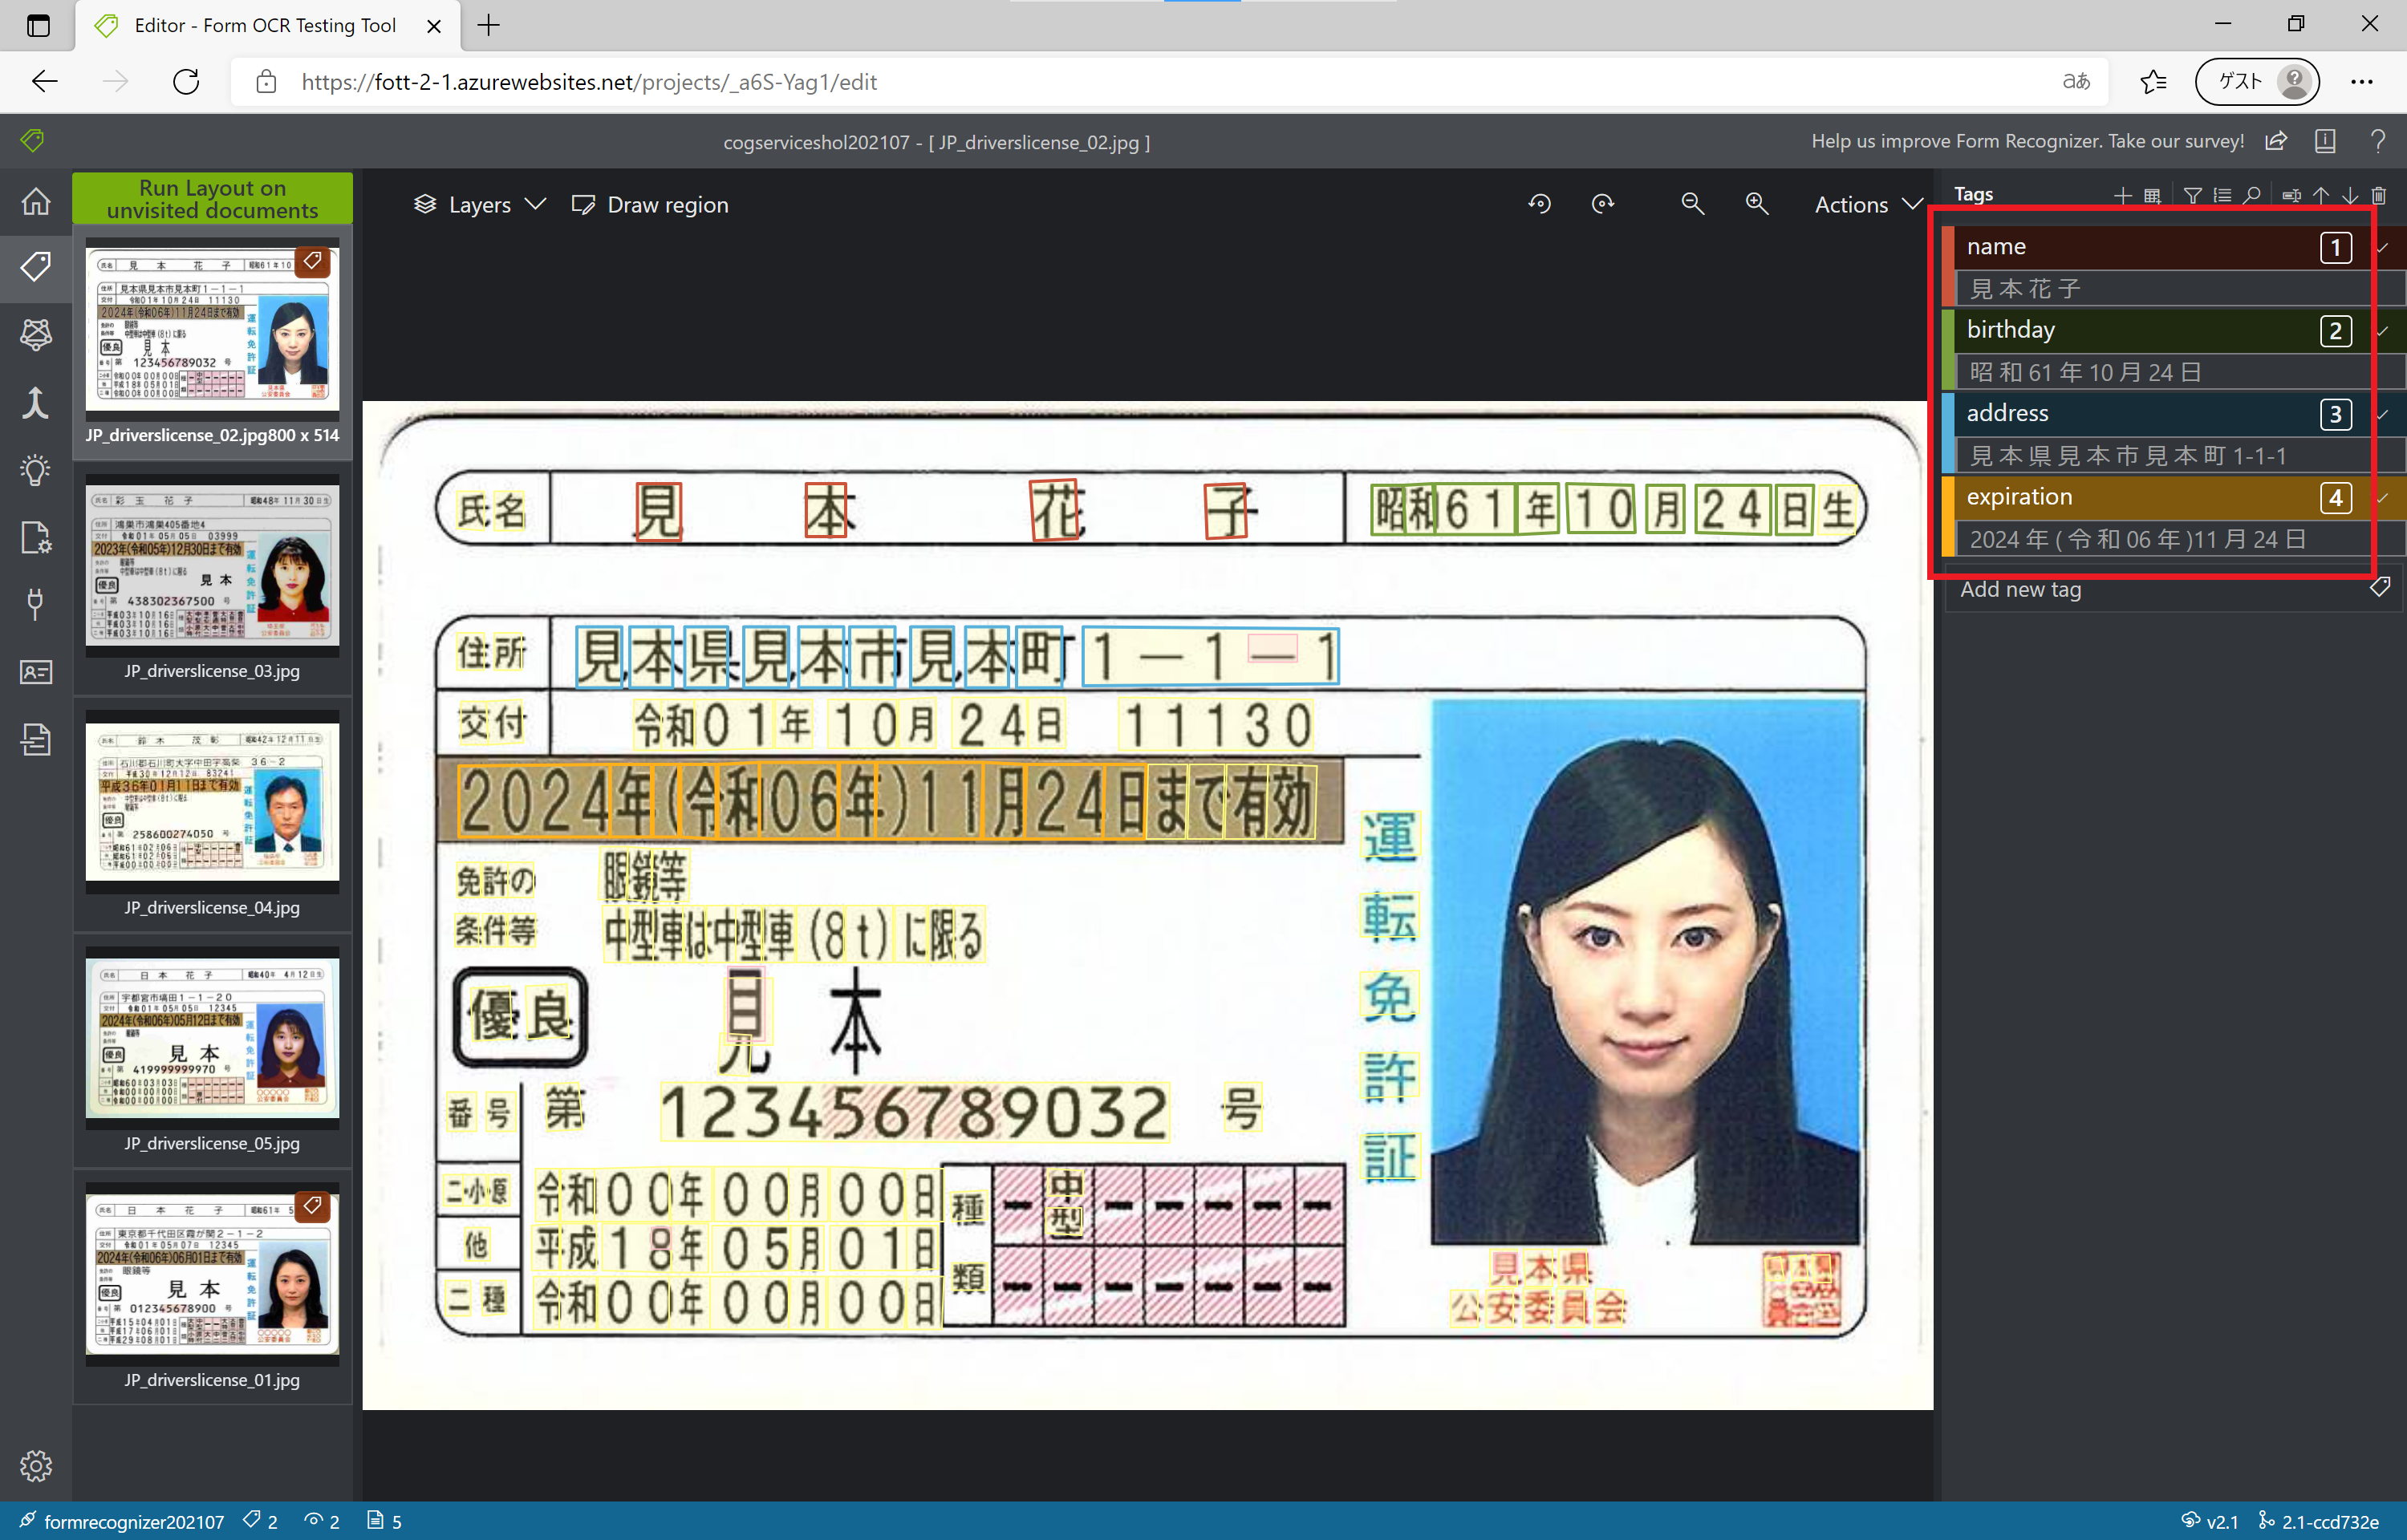 Editor - Form OCR Testing Tool
https://fott-2-1.azurewebsites.net/projects/_a6S-Yag1/edit
aあ
ゲスト
cogserviceshol202107 - [ JP_driverslicense_02.jpg ]
Help us improve Form Recognizer. Take our survey!
Run Layout on
unvisited documents
JP_driverslicense_02.jpg800 x 514
JP_driverslicense_03.jpg
JP_driverslicense_04.jpg
JP_driverslicense_05.jpg
JP_driverslicense_01.jpg
Layers
Draw region
Actions
氏名 見 本 花 子 昭和61年10月24日生
住所 見本県見本市見本町1-1-1
交付 令和01年10月24日 11130
2024年(令和06年)11月24日まで有効
免許の 眼鏡等
条件等 中型車は中型車(8t)に限る
優良 見 本
番号 第 123456789032 号
二・小・原 令和00年00月00日
他 平成18年05月01日
二種 令和00年00月00日
種類
中型
運転免許証
見本県
公安委員会
Tags
name 1
見 本 花 子
birthday 2
昭 和 61 年 10 月 24 日
address 3
見 本 県 見 本 市 見 本 町 1-1-1
expiration 4
2024 年 ( 令 和 06 年 )11 月 24 日
Add new tag
formrecognizer202107 2 2 5
v2.1 2.1-ccd732e